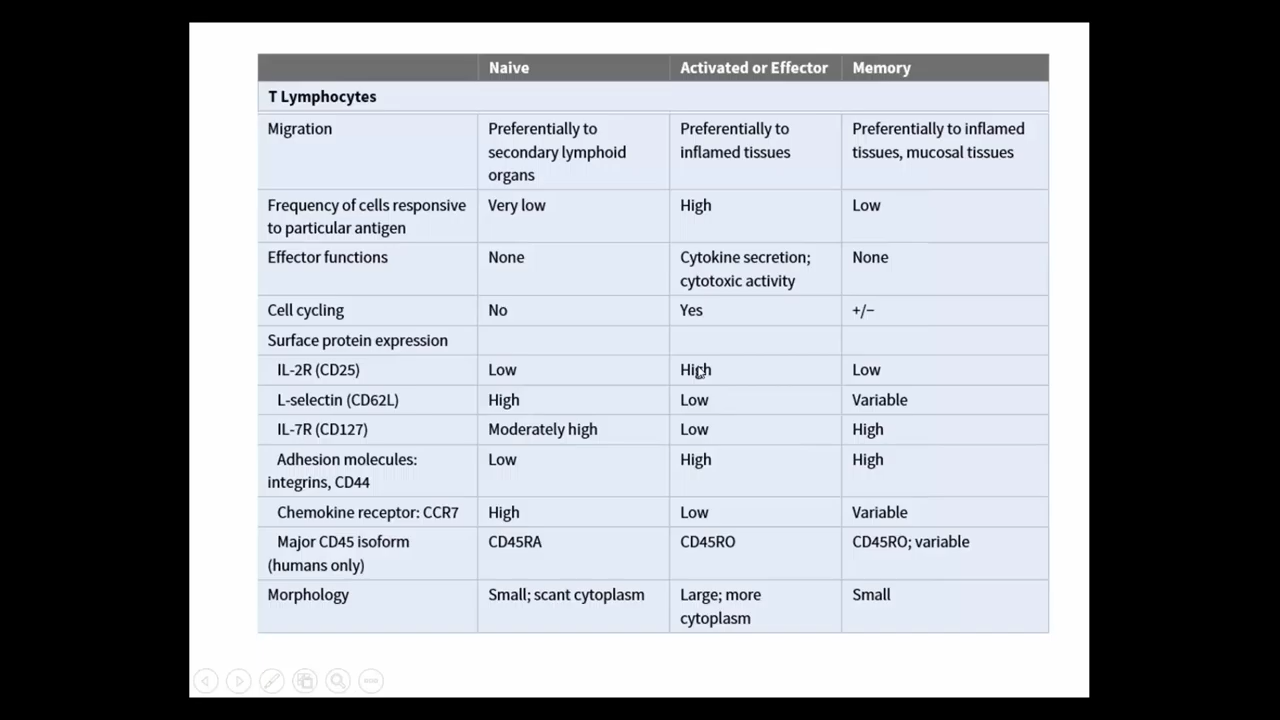 Naive Activated or Effector Memory
T Lymphocytes
Migration Preferentially to Preferentially to Preferentially to inflamed
secondary lymphoid inflamed tissues tissues, mucosal tissues
organs
Frequency of cells responsive Very low High Low
to particular antigen
Effector functions None Cytokine secretion; None
cytotoxic activity
Cell cycling No Yes +/−
Surface protein expression
IL-2R (CD25) Low High Low
L-selectin (CD62L) High Low Variable
IL-7R (CD127) Moderately high Low High
Adhesion molecules: Low High High
integrins, CD44
Chemokine receptor: CCR7 High Low Variable
Major CD45 isoform CD45RA CD45RO CD45RO; variable
(humans only)
Morphology Small; scant cytoplasm Large; more Small
cytoplasm